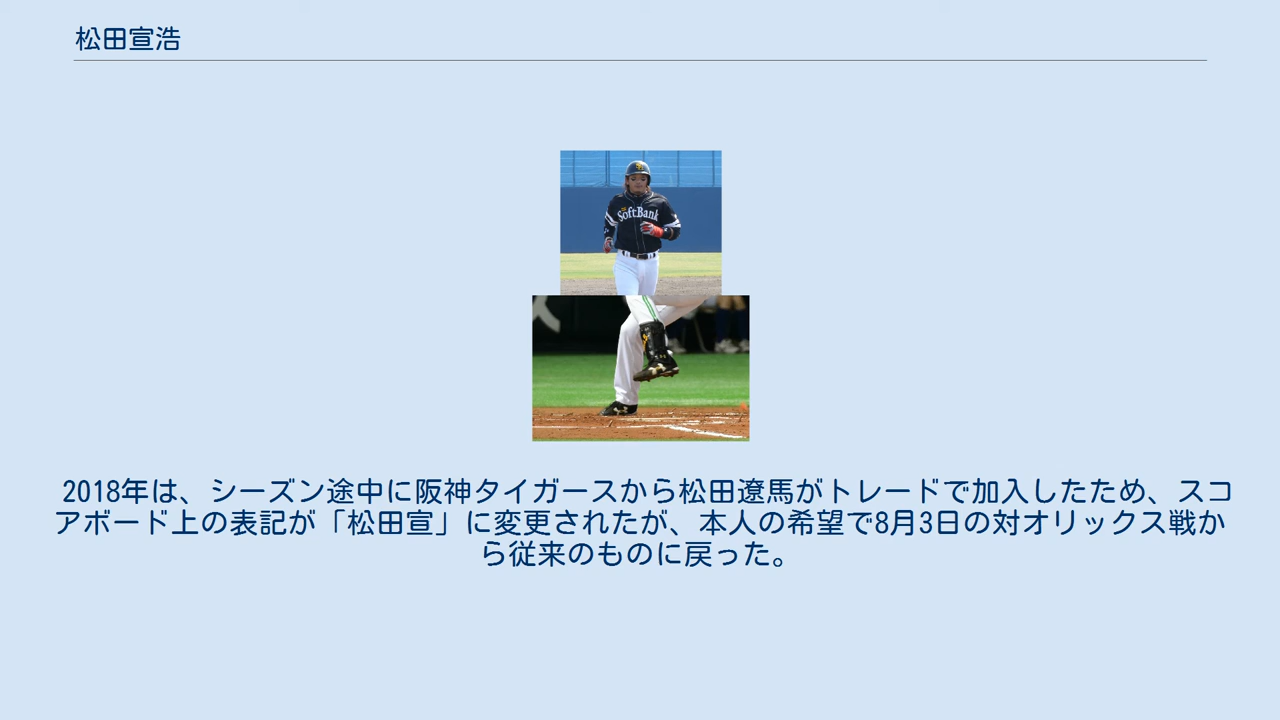 松田宣浩
SoftBank
2018年は、シーズン途中に阪神タイガースから松田遼馬がトレードで加入したため、スコ
アボード上の表記が「松田宣」に変更されたが、本人の希望で8月3日の対オリックス戦か
ら従来のものに戻った。